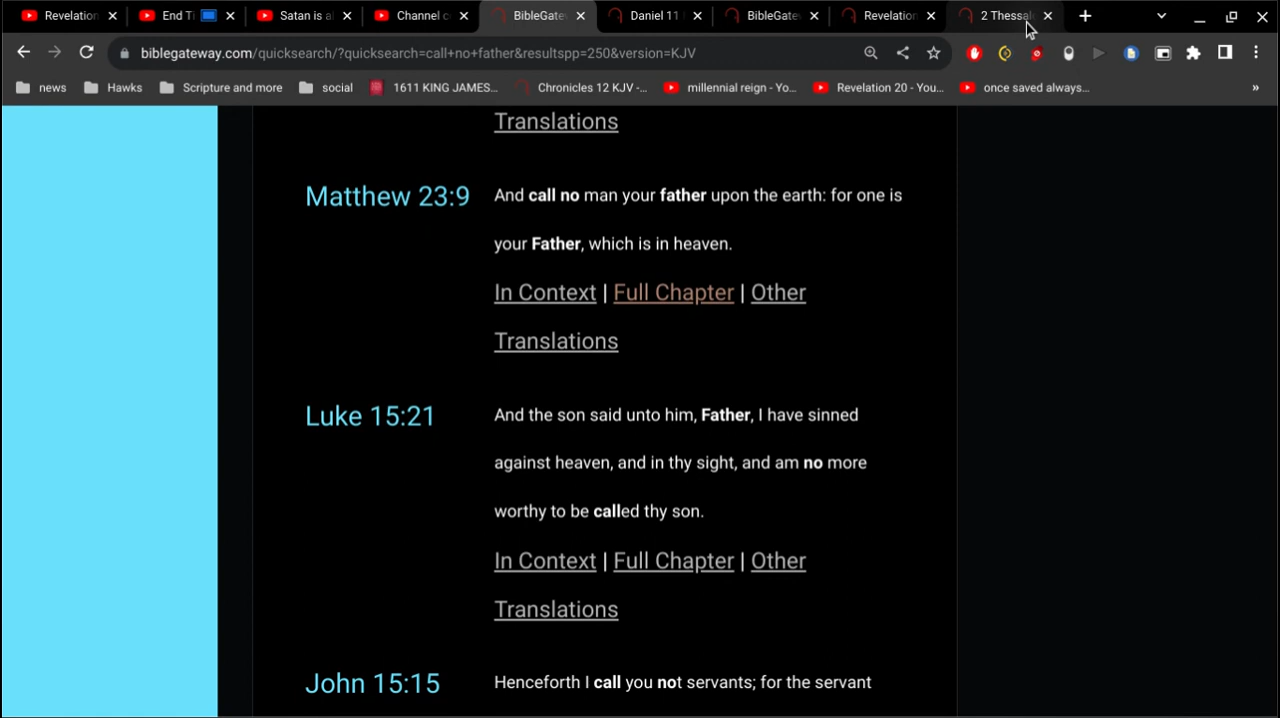 Revelation
End T
Satan is a
Channel c
BibleGatew
Daniel 11
BibleGatew
Revelation
2 Thessal
biblegateway.com/quicksearch/?quicksearch=call+no+father&resultspp=250&version=KJV
news
Hawks
Scripture and more
social
1611 KING JAMES...
Chronicles 12 KJV -...
millennial reign - Yo...
Revelation 20 - You...
once saved always...
»
Translations
Matthew 23:9
And call no man your father upon the earth: for one is
your Father, which is in heaven.
In Context | Full Chapter | Other
Translations
Luke 15:21
And the son said unto him, Father, I have sinned
against heaven, and in thy sight, and am no more
worthy to be called thy son.
In Context | Full Chapter | Other
Translations
John 15:15
Henceforth I call you not servants; for the servant